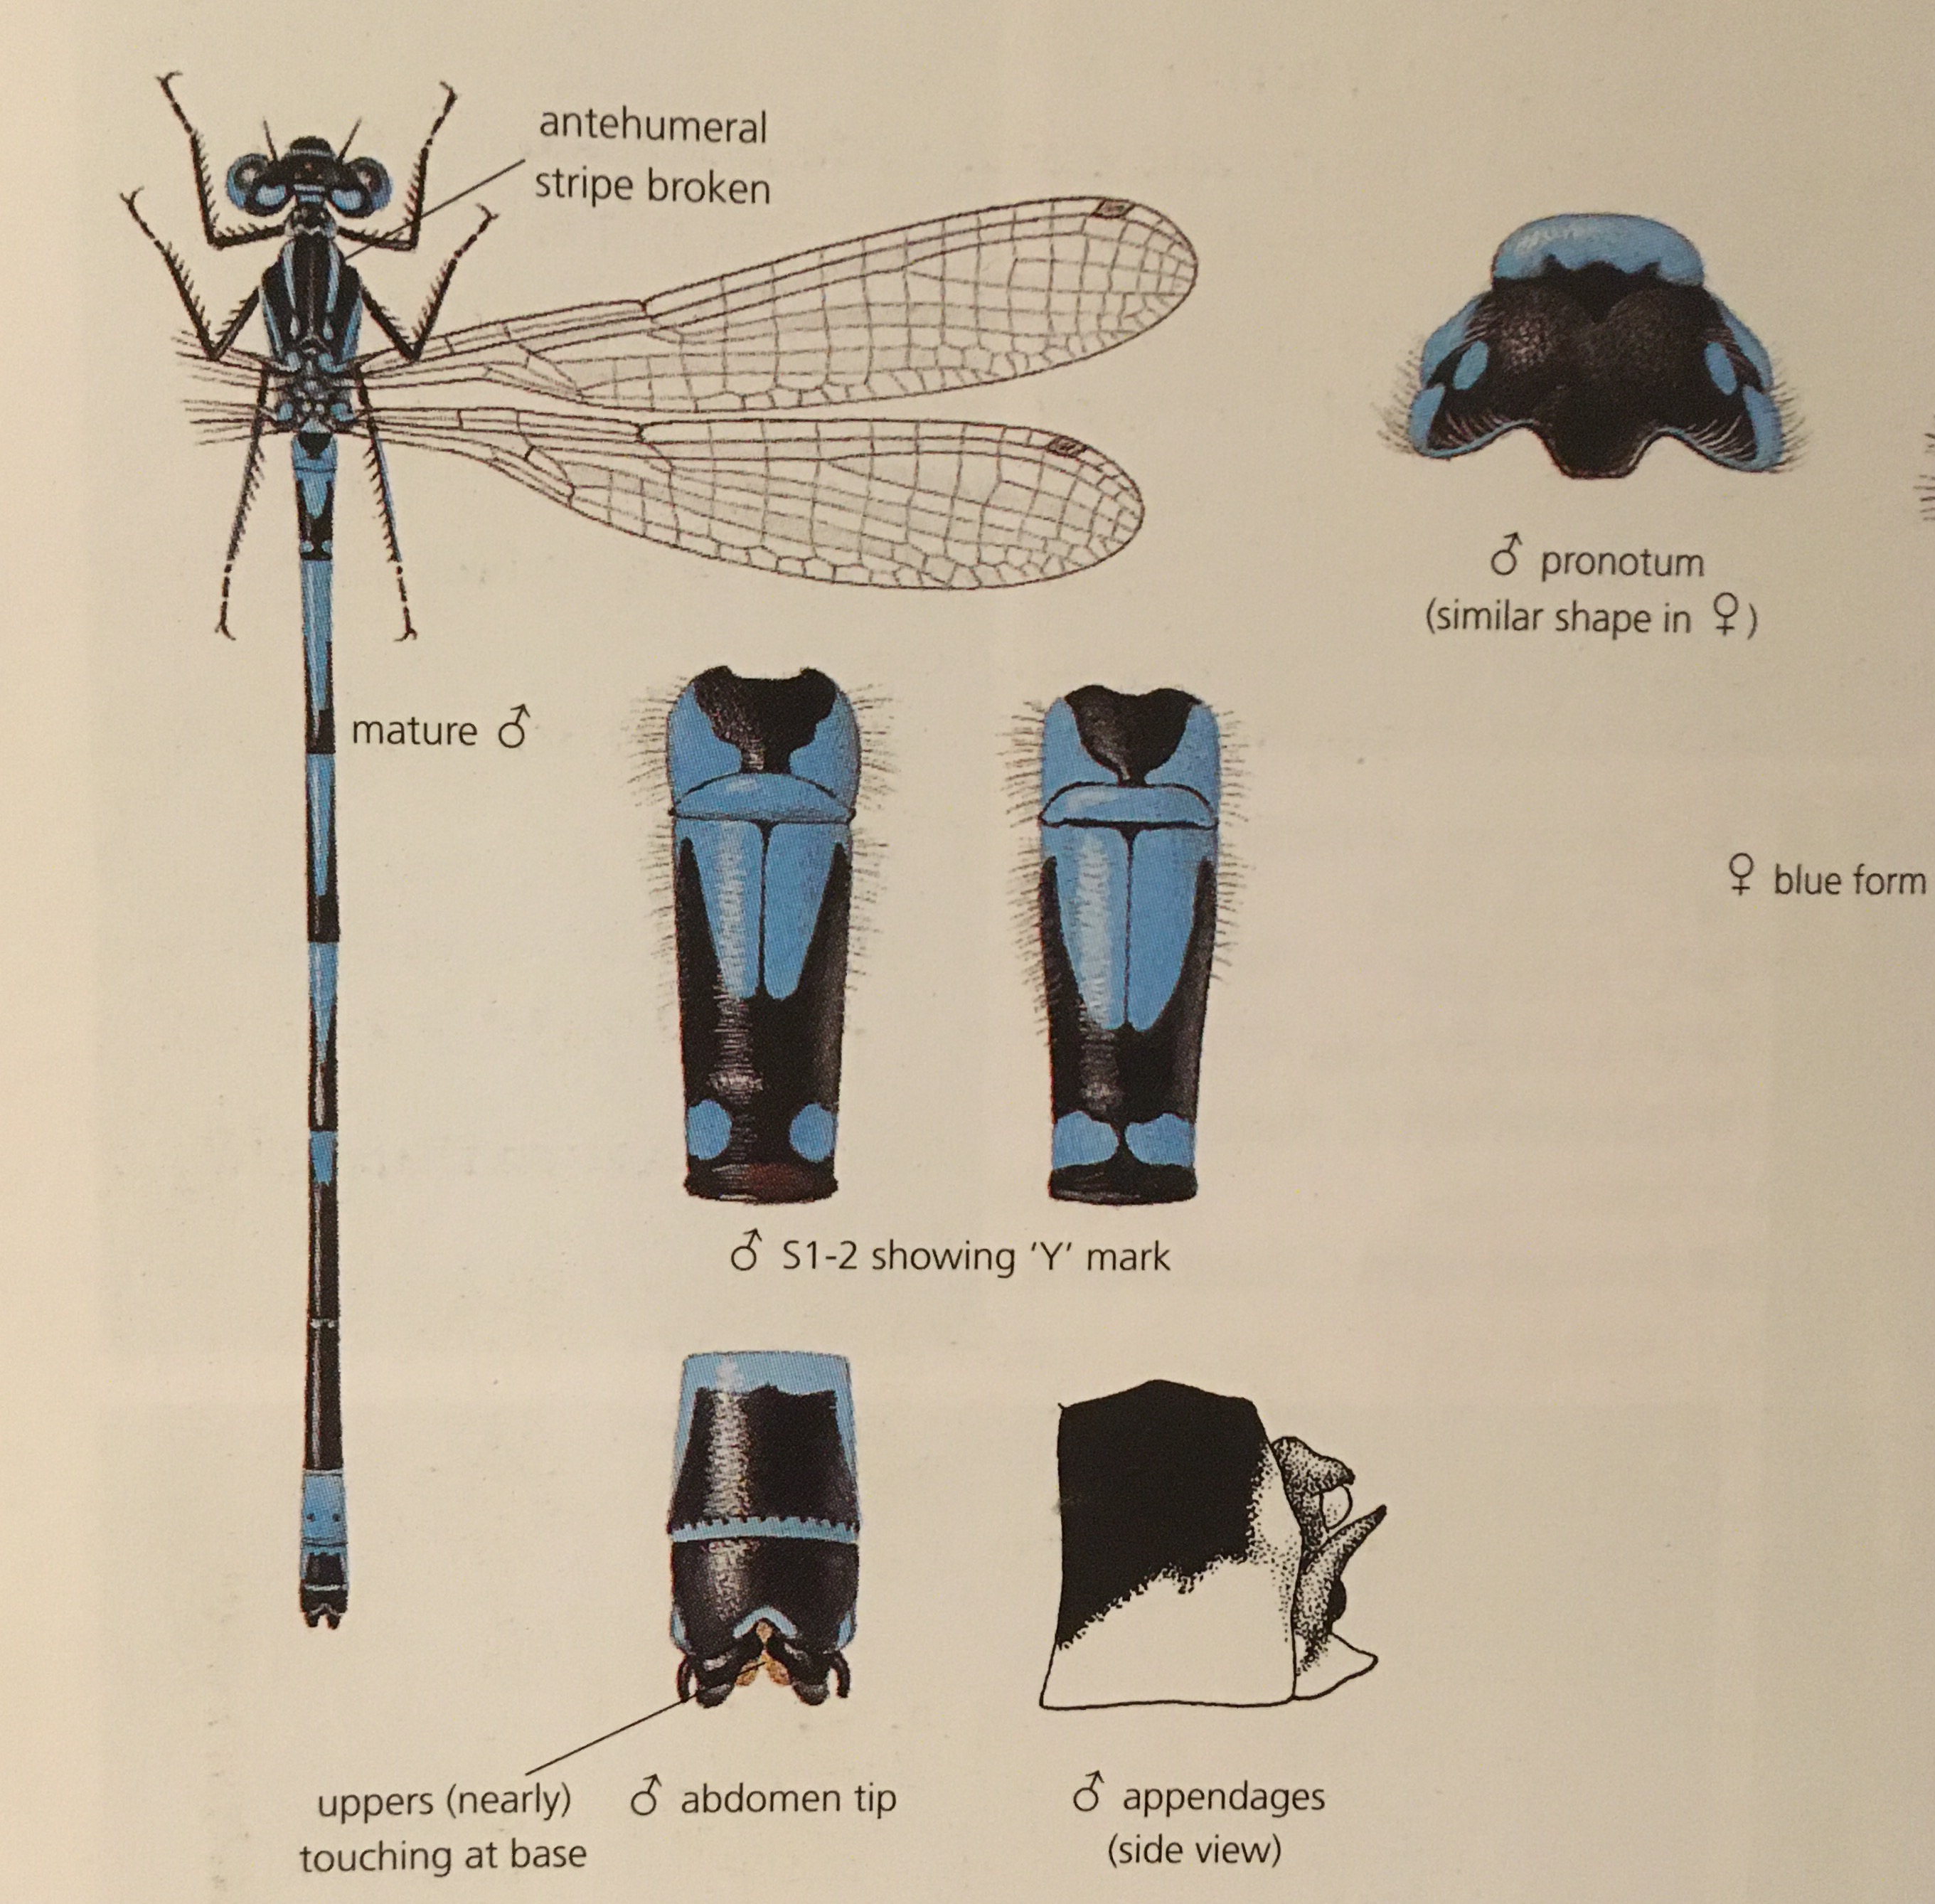 antehumeral
stripe broken
♂ pronotum
(similar shape in ♀)
mature ♂
♀ blue form
♂ S1-2 showing ‘Y’ mark
uppers (nearly)
touching at base
♂ abdomen tip
♂ appendages
(side view)